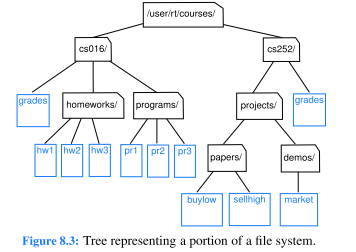 /user/rt/courses/
cs016/ cs252/
grades homeworks/ programs/ projects/ grades
hw1 hw2 hw3 pr1 pr2 pr3 papers/ demos/
buylow sellhigh market
Figure 8.3: Tree representing a portion of a file system.